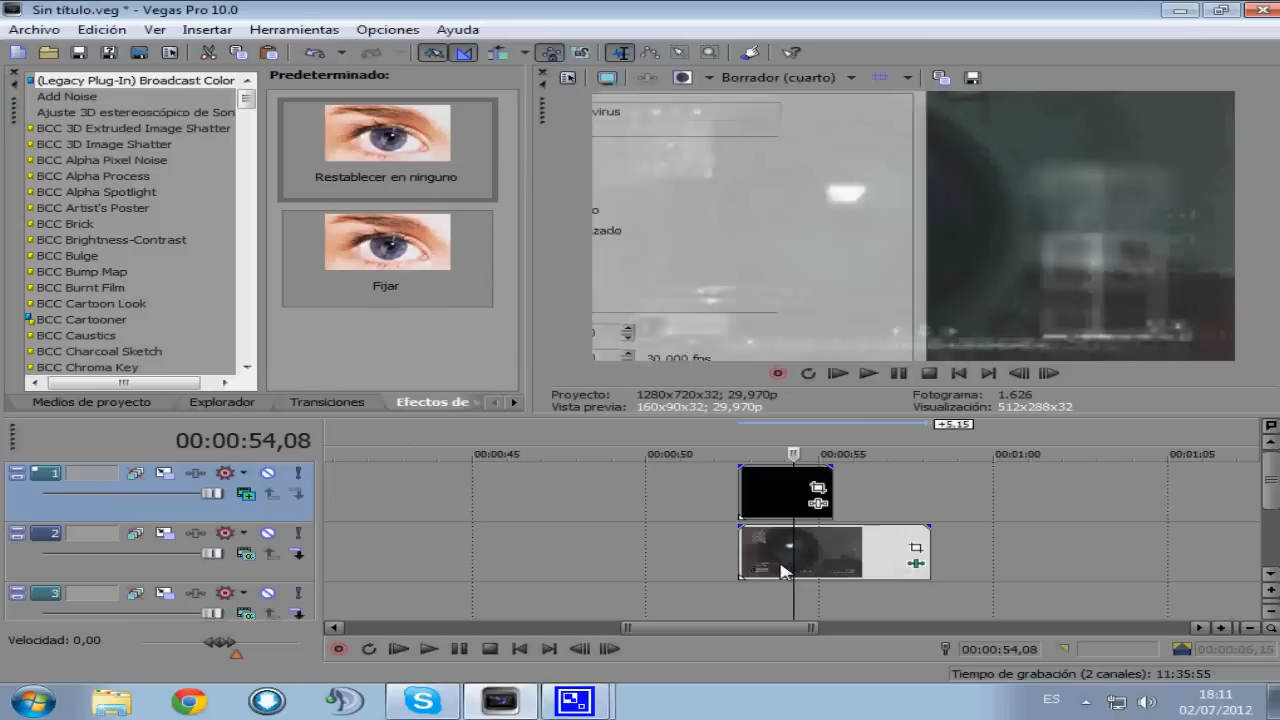 Sin título.veg * - Vegas Pro 10.0
Archivo Edición Ver Insertar Herramientas Opciones Ayuda
(Legacy Plug-In) Broadcast Color
Add Noise
Ajuste 3D estereoscópico de Son
BCC 3D Extruded Image Shatter
BCC 3D Image Shatter
BCC Alpha Pixel Noise
BCC Alpha Process
BCC Alpha Spotlight
BCC Artist's Poster
BCC Brick
BCC Brightness-Contrast
BCC Bulge
BCC Bump Map
BCC Burnt Film
BCC Cartoon Look
BCC Cartooner
BCC Caustics
BCC Charcoal Sketch
BCC Chroma Key
Predeterminado:
Restablecer en ninguno
Fijar
Borrador (cuarto)
virus
o
zado
30,000 fps
Medios de proyecto Explorador Transiciones Efectos de
Proyecto: 1280x720x32; 29,970p
Vista previa: 160x90x32; 29,970p
Fotograma: 1.626
Visualización: 512x288x32
00:00:54,08
+5.15
00:00:45 00:00:50 00:00:55 00:01:00 00:01:05
1
2
3
Velocidad: 0,00
00:00:54,08
00:00:06,15
Tiempo de grabación (2 canales): 11:35:55
ES
18:11
02/07/2012